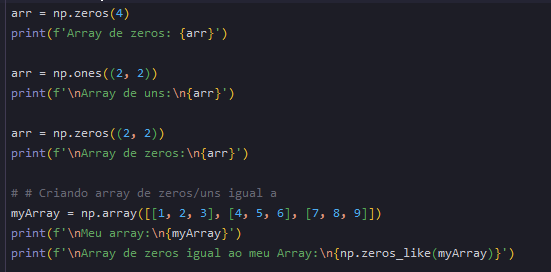 arr = np.zeros(4)
print(f'Array de zeros: {arr}')
arr = np.ones((2, 2))
print(f'\nArray de uns:\n{arr}')
arr = np.zeros((2, 2))
print(f'\nArray de zeros:\n{arr}')
# # Criando array de zeros/uns igual a
myArray = np.array([[1, 2, 3], [4, 5, 6], [7, 8, 9]])
print(f'\nMeu array:\n{myArray}')
print(f'\nArray de zeros igual ao meu Array:\n{np.zeros_like(myArray)}')